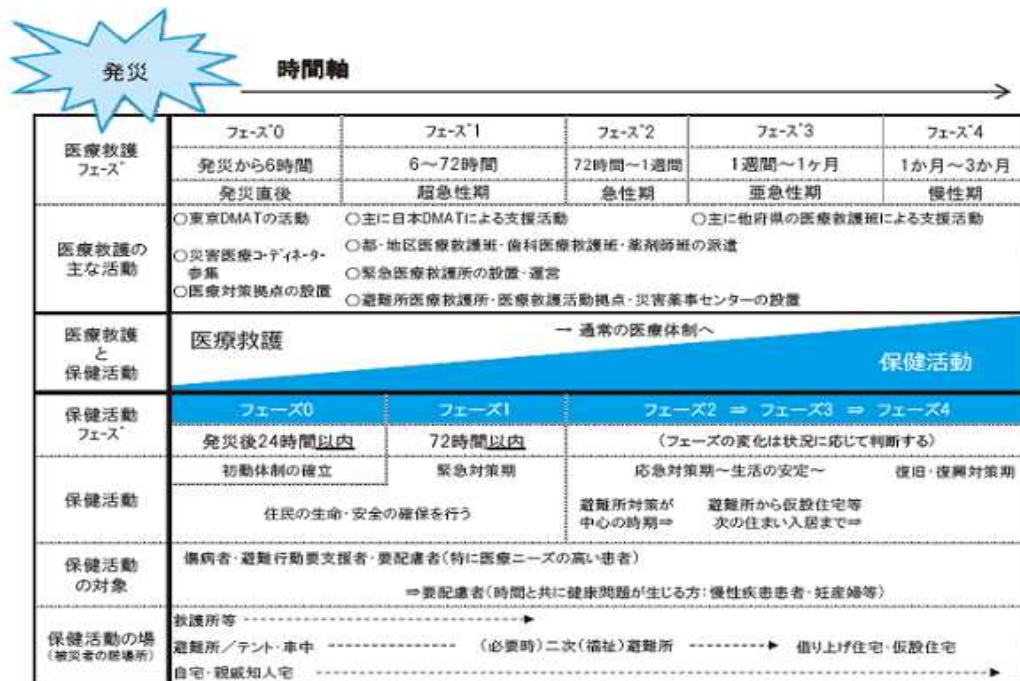 発災
時間軸
医療救護
フェーズ
フェーズ0
フェーズ1
フェーズ2
フェーズ3
フェーズ4
発災から6時間
6～72時間
72時間～1週間
1週間～1ヶ月
1か月～3か月
発災直後
超急性期
急性期
亜急性期
慢性期
医療救護の
主な活動
○東京DMATの活動
○災害医療コーディネーター
参集
○医療対策拠点の設置
○主に日本DMATによる支援活動
○主に他府県の医療救護班による支援活動
○都・地区医療救護班・歯科医療救護班・薬剤師班の派遣
○緊急医療救護所の設置・運営
○避難所医療救護所・医療救護活動拠点・災害薬事センターの設置
医療救護
と
保健活動
医療救護
→ 通常の医療体制へ
保健活動
保健活動
フェーズ
フェーズ0
フェーズ1
フェーズ2 ⇒ フェーズ3 ⇒ フェーズ4
発災後24時間以内
72時間以内
(フェーズの変化は状況に応じて判断する)
保健活動
初動体制の確立
緊急対策期
応急対策期～生活の安定～
復旧・復興対策期
住民の生命・安全の確保を行う
避難所対策が
中心の時期⇒
避難所から仮設住宅等
次の住まい入居まで⇒
保健活動
の対象
傷病者・避難行動要支援者・要配慮者(特に医療ニーズの高い患者)
⇒要配慮者(時間と共に健康問題が生じる方:慢性疾患患者・妊産婦等)
保健活動の場
(被災者の居場所)
救護所等
避難所／テント・車中
(必要時)二次(福祉)避難所
借り上げ住宅・仮設住宅
自宅・親戚知人宅